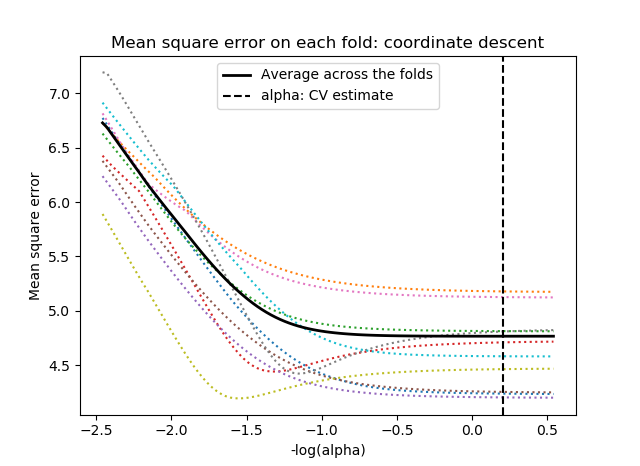 Mean square error on each fold: coordinate descent
Average across the folds
alpha: CV estimate
Mean square error
7.0
6.5
6.0
5.5
5.0
4.5
−2.5 −2.0 −1.5 −1.0 −0.5 0.0 0.5
-log(alpha)